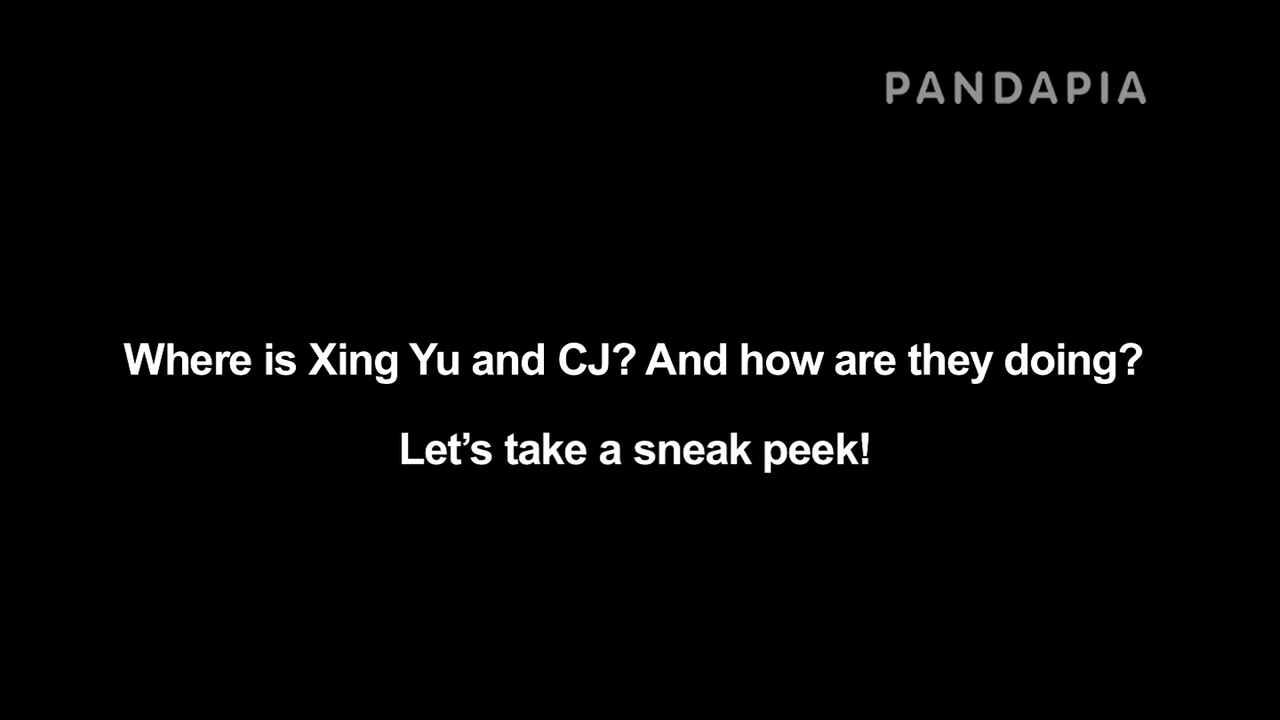 PANDAPIA
Where is Xing Yu and CJ? And how are they doing?
Let’s take a sneak peek!